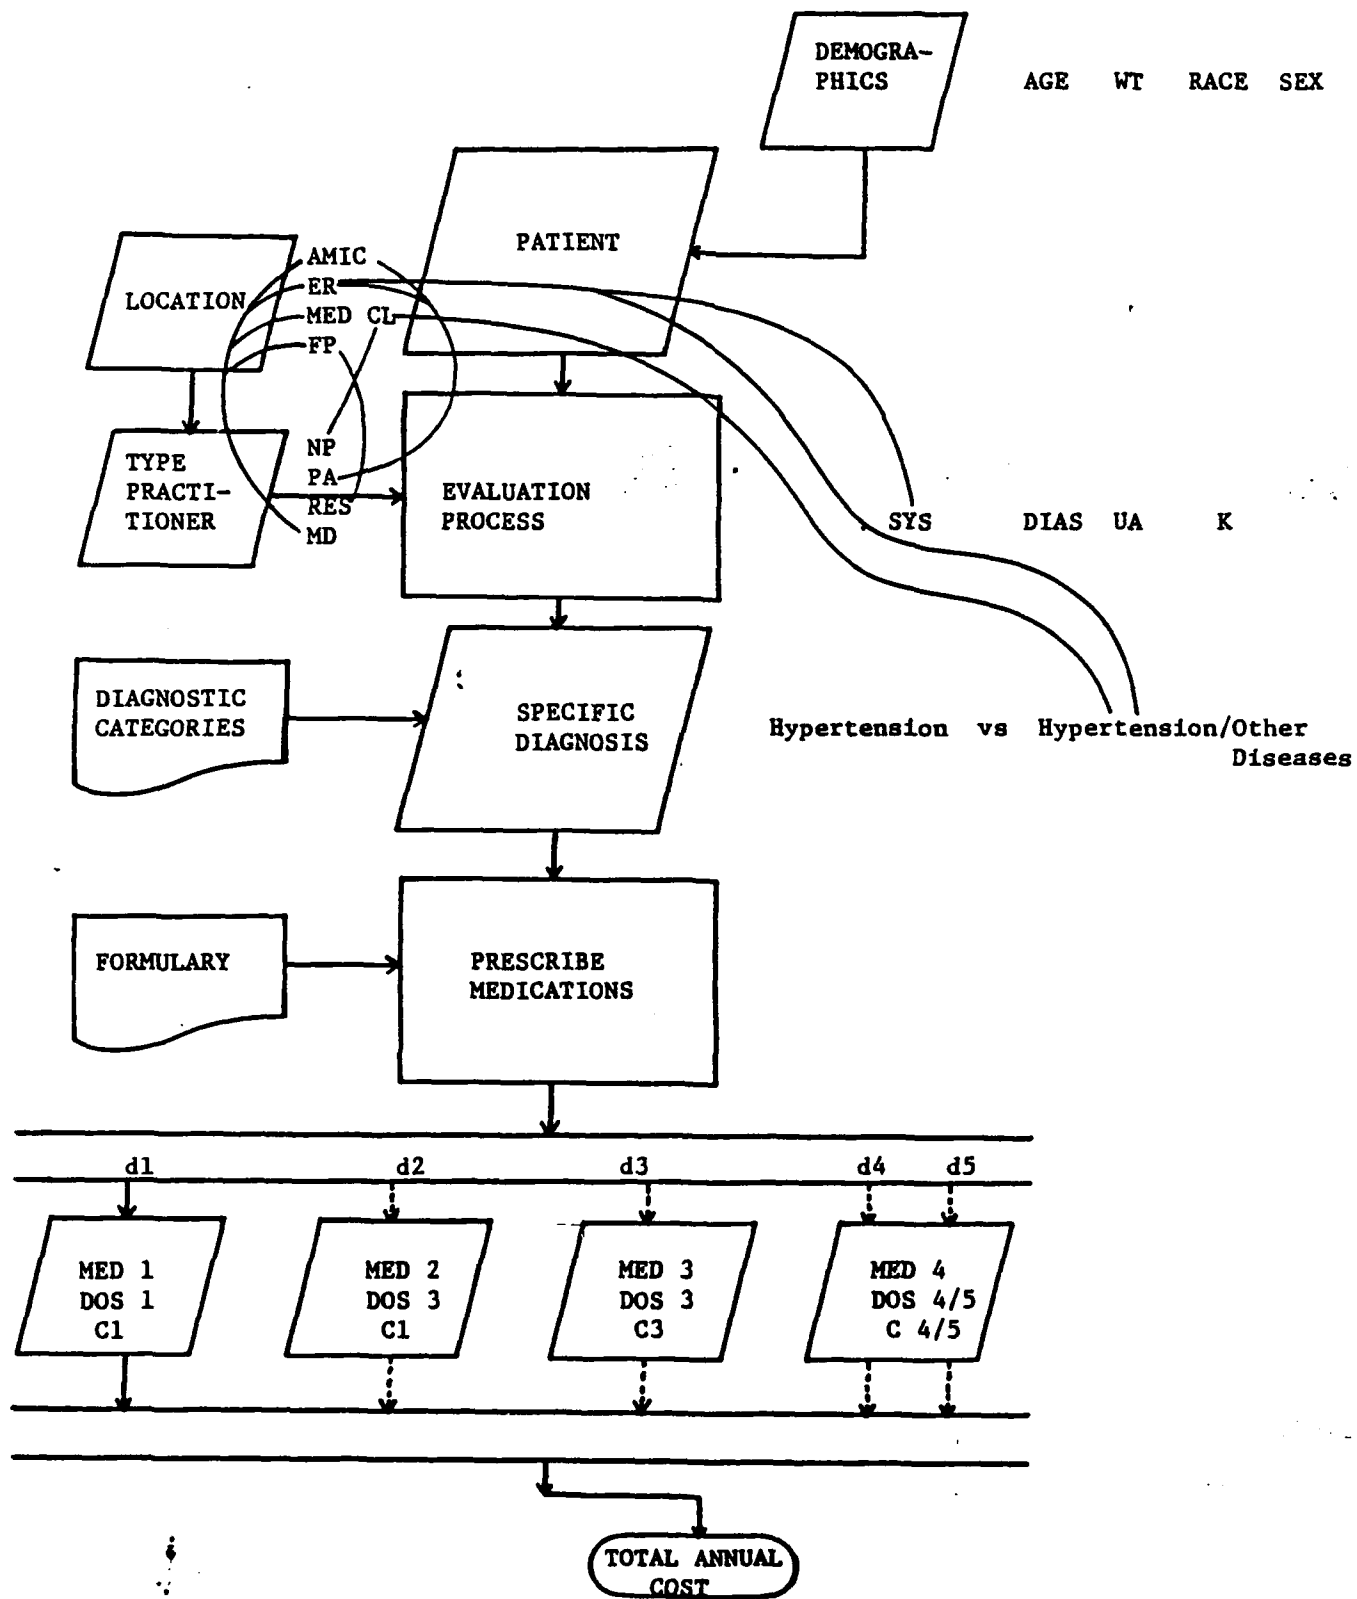 DEMOGRA-
PHICS
AGE WT RACE SEX
PATIENT
LOCATION
AMIC
ER
MED CL
FP
TYPE
PRACTI-
TIONER
NP
PA
RES
MD
EVALUATION
PROCESS
SYS DIAS UA K
DIAGNOSTIC
CATEGORIES
SPECIFIC
DIAGNOSIS
Hypertension vs Hypertension/Other
Diseases
FORMULARY
PRESCRIBE
MEDICATIONS
d1 d2 d3 d4 d5
MED 1
DOS 1
C1
MED 2
DOS 3
C1
MED 3
DOS 3
C3
MED 4
DOS 4/5
C 4/5
TOTAL ANNUAL
COST